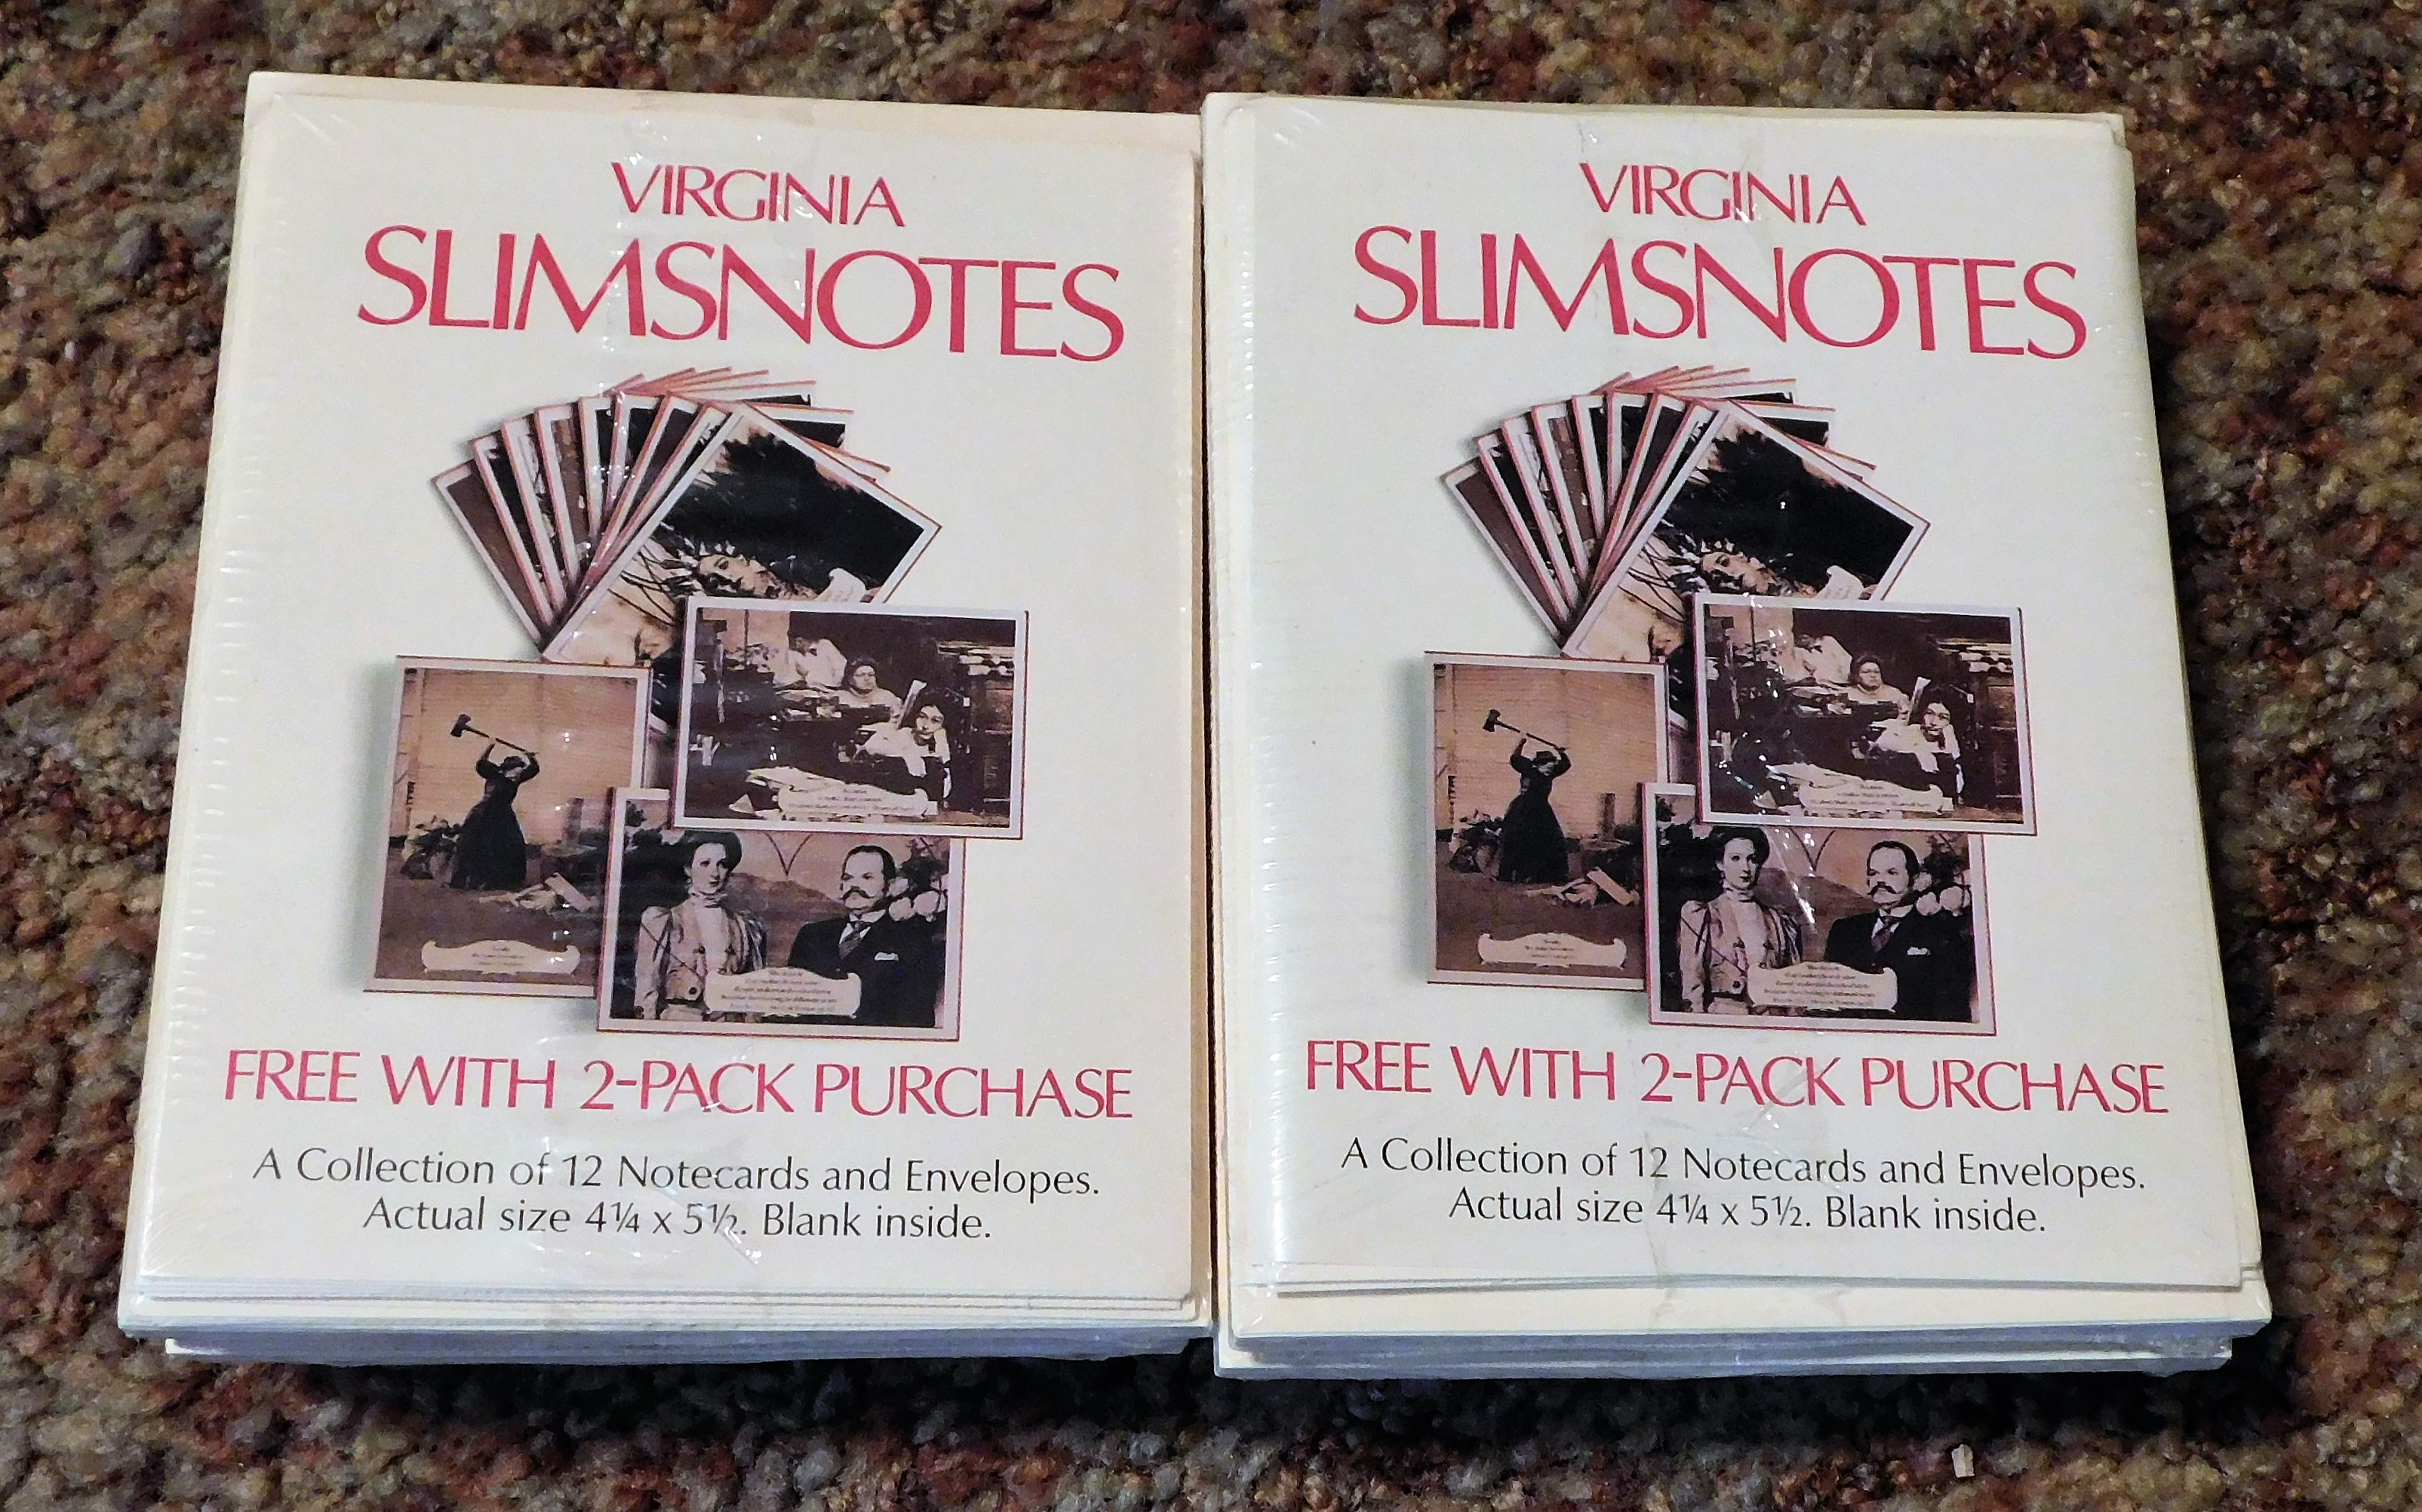 VIRGINIA
SLIMSNOTES
FREE WITH 2-PACK PURCHASE
A Collection of 12 Notecards and Envelopes.
Actual size 4¼ x 5½. Blank inside.
VIRGINIA
SLIMSNOTES
FREE WITH 2-PACK PURCHASE
A Collection of 12 Notecards and Envelopes.
Actual size 4¼ x 5½. Blank inside.